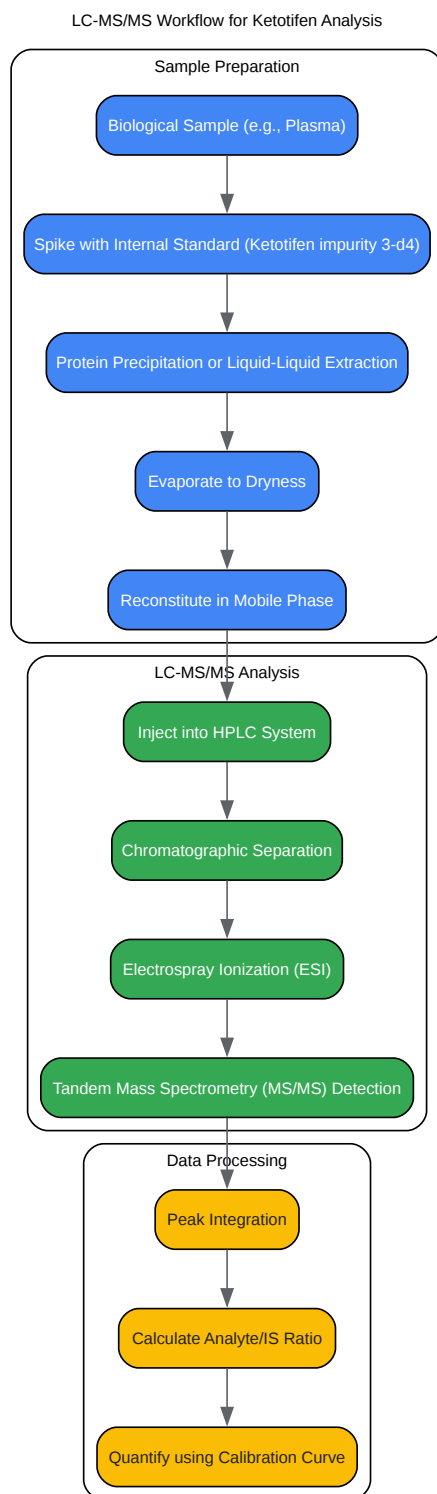 LC-MS/MS Workflow for Ketotifen Analysis
Sample Preparation
Biological Sample (e.g., Plasma)
Spike with Internal Standard (Ketotifen impurity 3-d4)
Protein Precipitation or Liquid-Liquid Extraction
Evaporate to Dryness
Reconstitute in Mobile Phase
LC-MS/MS Analysis
Inject into HPLC System
Chromatographic Separation
Electrospray Ionization (ESI)
Tandem Mass Spectrometry (MS/MS) Detection
Data Processing
Peak Integration
Calculate Analyte/IS Ratio
Quantify using Calibration Curve